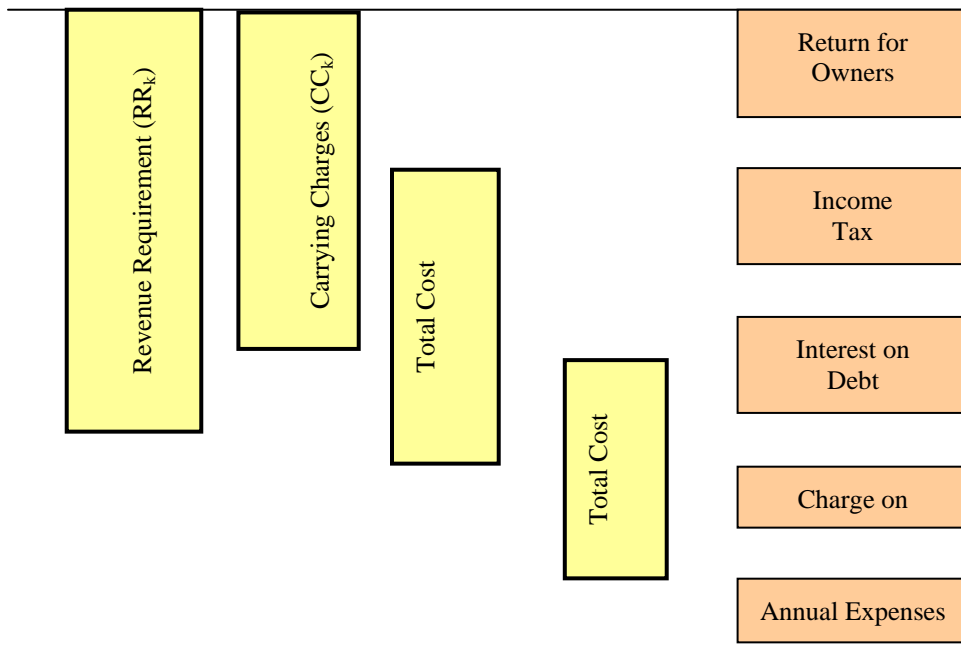 Revenue Requirement (RRk)
Carrying Charges (CCk)
Total Cost
Total Cost
Return for
Owners
Income
Tax
Interest on
Debt
Charge on
Annual Expenses